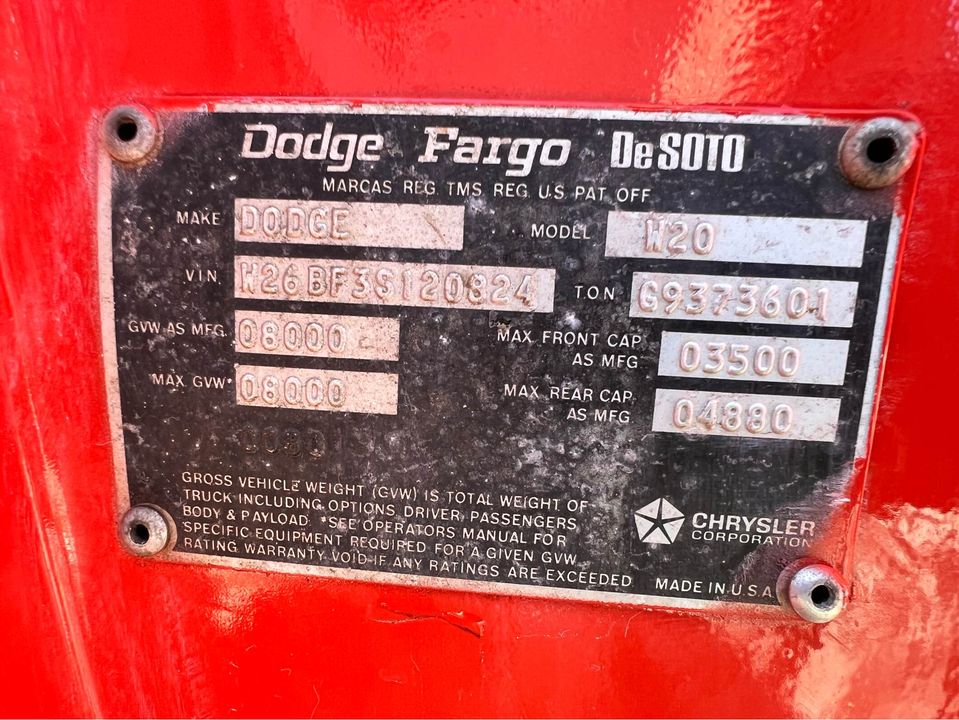 Dodge Fargo DeSOTO
MARCAS REG. TMS REG. U.S. PAT. OFF.
MAKE DODGE MODEL W20
VIN W26BF3S120824 T.O.N. G9373601
GVW AS MFG. 08000 MAX. FRONT CAP. AS MFG. 03500
MAX. GVW* 08000 MAX. REAR CAP. AS MFG. 04880
GROSS VEHICLE WEIGHT (GVW) IS TOTAL WEIGHT OF
TRUCK INCLUDING OPTIONS, DRIVER, PASSENGERS,
BODY & PAYLOAD. *SEE OPERATORS MANUAL FOR
SPECIFIC EQUIPMENT REQUIRED FOR A GIVEN GVW.
RATING WARRANTY VOID IF ANY RATINGS ARE EXCEEDED
CHRYSLER
CORPORATION
MADE IN U.S.A.